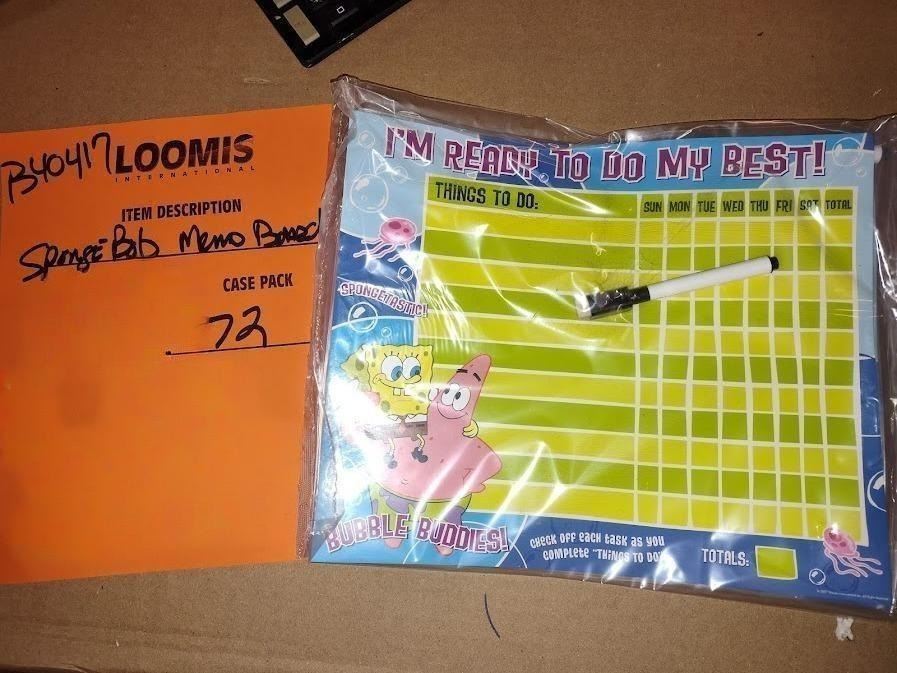 B40417 LOOMIS
INTERNATIONAL
ITEM DESCRIPTION
SpongeBob Memo Board
CASE PACK
72
I'M READY TO DO MY BEST!
THINGS TO DO:
SUN MON TUE WED THU FRI SAT TOTAL
SPONGETASTIC!
BUBBLE BUDDIES!
CHECK OFF EACH TASK AS YOU
COMPLETE "THINGS TO DO"
TOTALS: